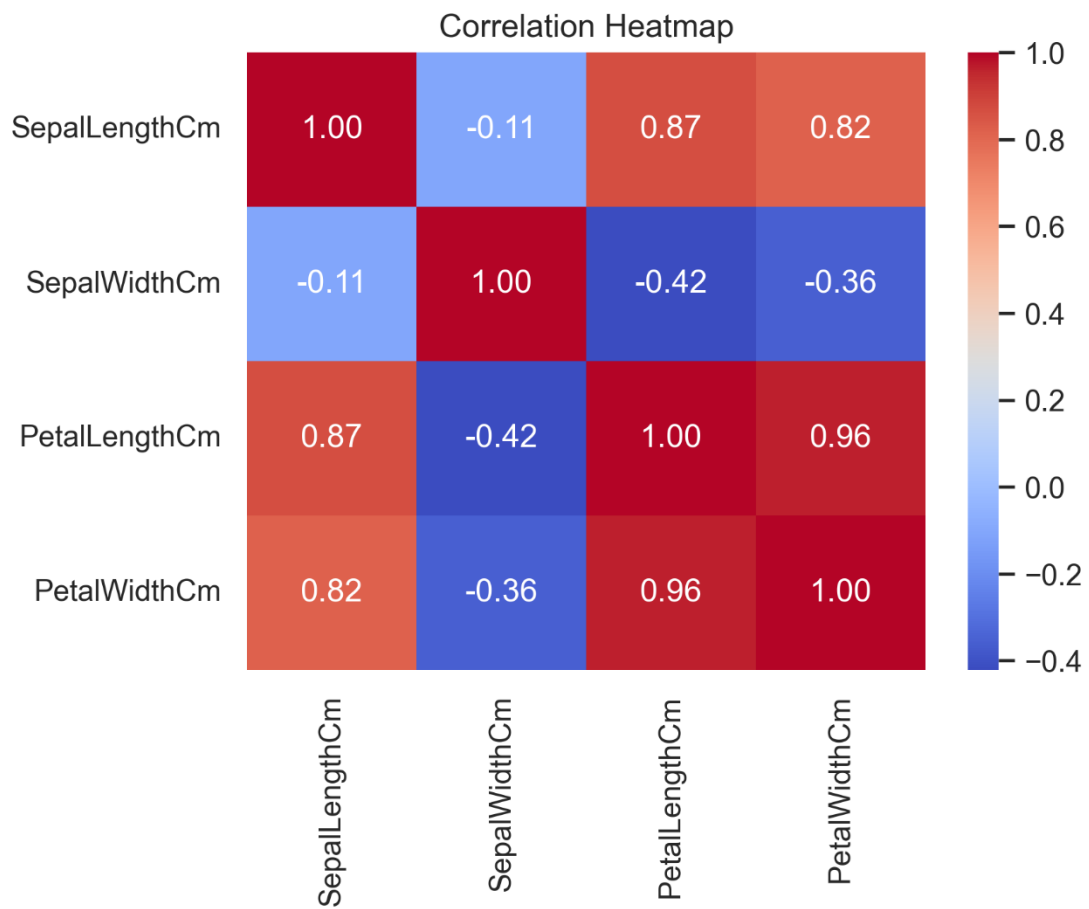 Correlation Heatmap
SepalLengthCm 1.00 -0.11 0.87 0.82
SepalWidthCm -0.11 1.00 -0.42 -0.36
PetalLengthCm 0.87 -0.42 1.00 0.96
PetalWidthCm 0.82 -0.36 0.96 1.00
SepalLengthCm
SepalWidthCm
PetalLengthCm
PetalWidthCm
1.0
0.8
0.6
0.4
0.2
0.0
−0.2
−0.4